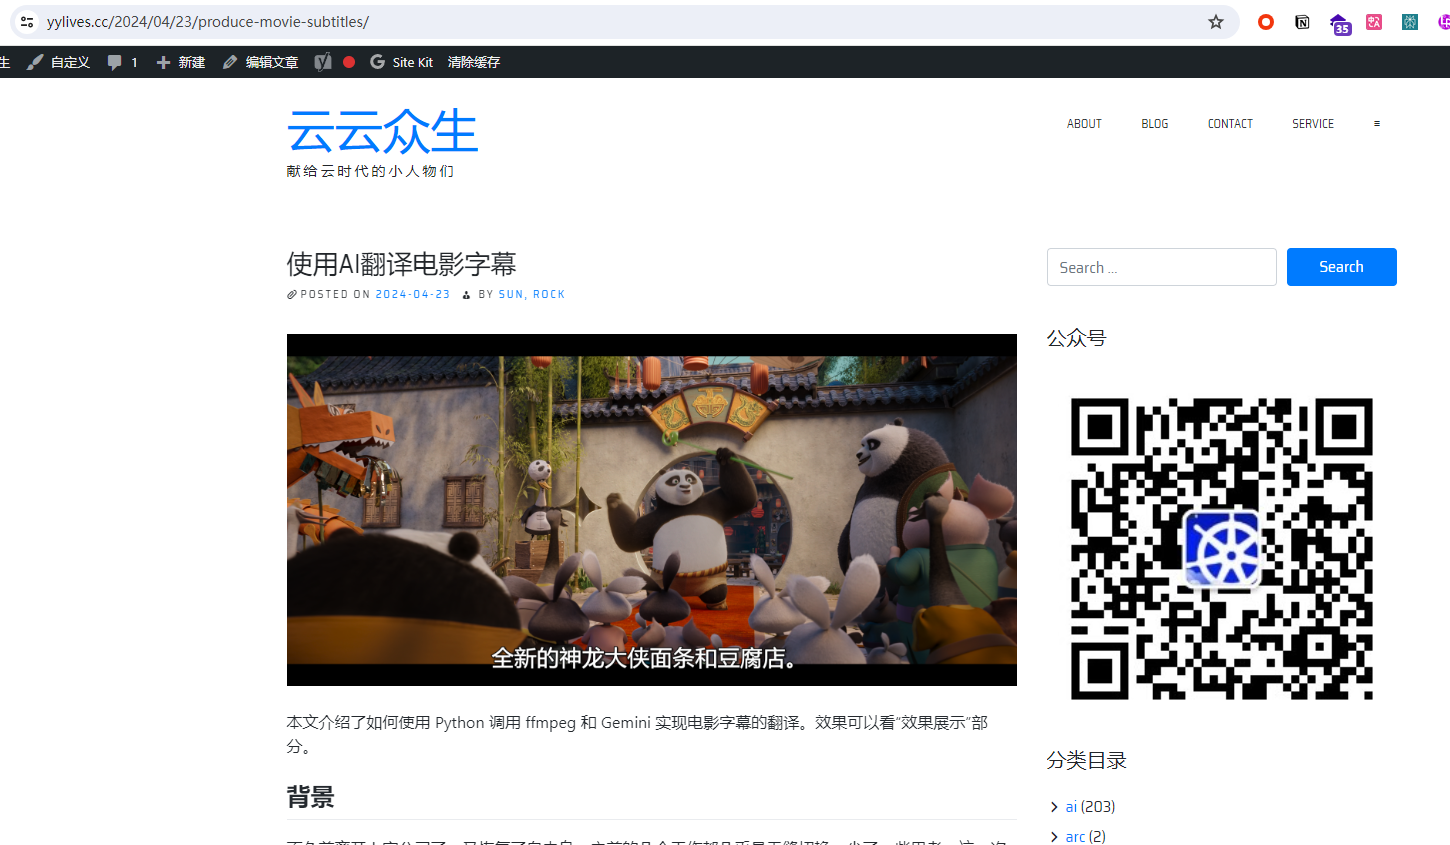 yylives.cc/2024/04/23/produce-movie-subtitles/
35
生 自定义 1 新建 编辑文章 Site Kit 清除缓存
云云众生
献给云时代的小人物们
ABOUT BLOG CONTACT SERVICE ≡
使用AI翻译电影字幕
POSTED ON 2024-04-23 BY SUN, ROCK
Search ... Search
公众号
全新的神龙大侠面条和豆腐店。
本文介绍了如何使用 Python 调用 ffmpeg 和 Gemini 实现电影字幕的翻译。效果可以看“效果展示”部
分。
背景
分类目录
ai (203)
arc (2)